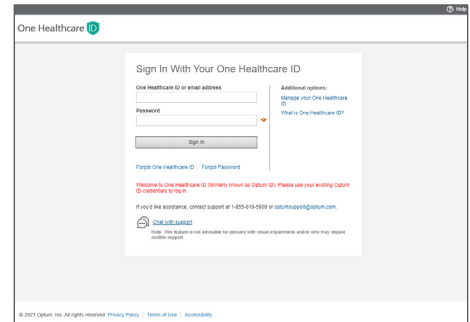 Help
One Healthcare ID
Sign In With Your One Healthcare ID
One Healthcare ID or email address
Password
Sign In
Forgot One Healthcare ID | Forgot Password
Additional options:
Manage your One Healthcare
ID
What is One Healthcare ID?
Welcome to One Healthcare ID (formerly known as Optum ID). Please use your existing Optum
ID credentials to log in.
If you'd like assistance, contact support at 1-855-819-5909 or optumsupport@optum.com.
Chat with support
Note: This feature is not advisable for persons with visual impairments and/or who may require
audible support
© 2021 Optum, Inc. All rights reserved. Privacy Policy | Terms of Use | Accessibility